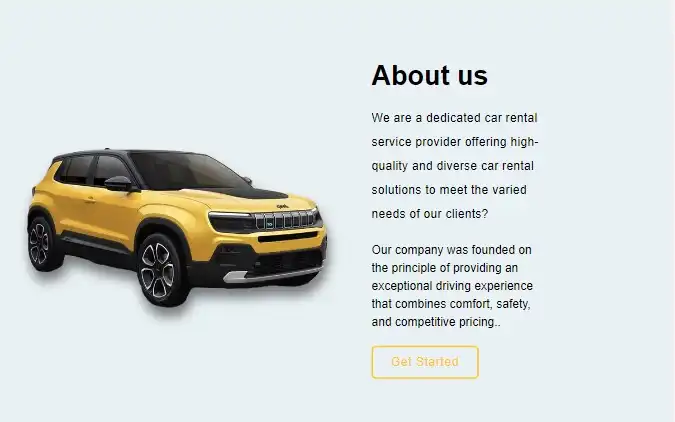 About us
We are a dedicated car rental
service provider offering high-
quality and diverse car rental
solutions to meet the varied
needs of our clients?
Our company was founded on
the principle of providing an
exceptional driving experience
that combines comfort, safety,
and competitive pricing..
Get Started